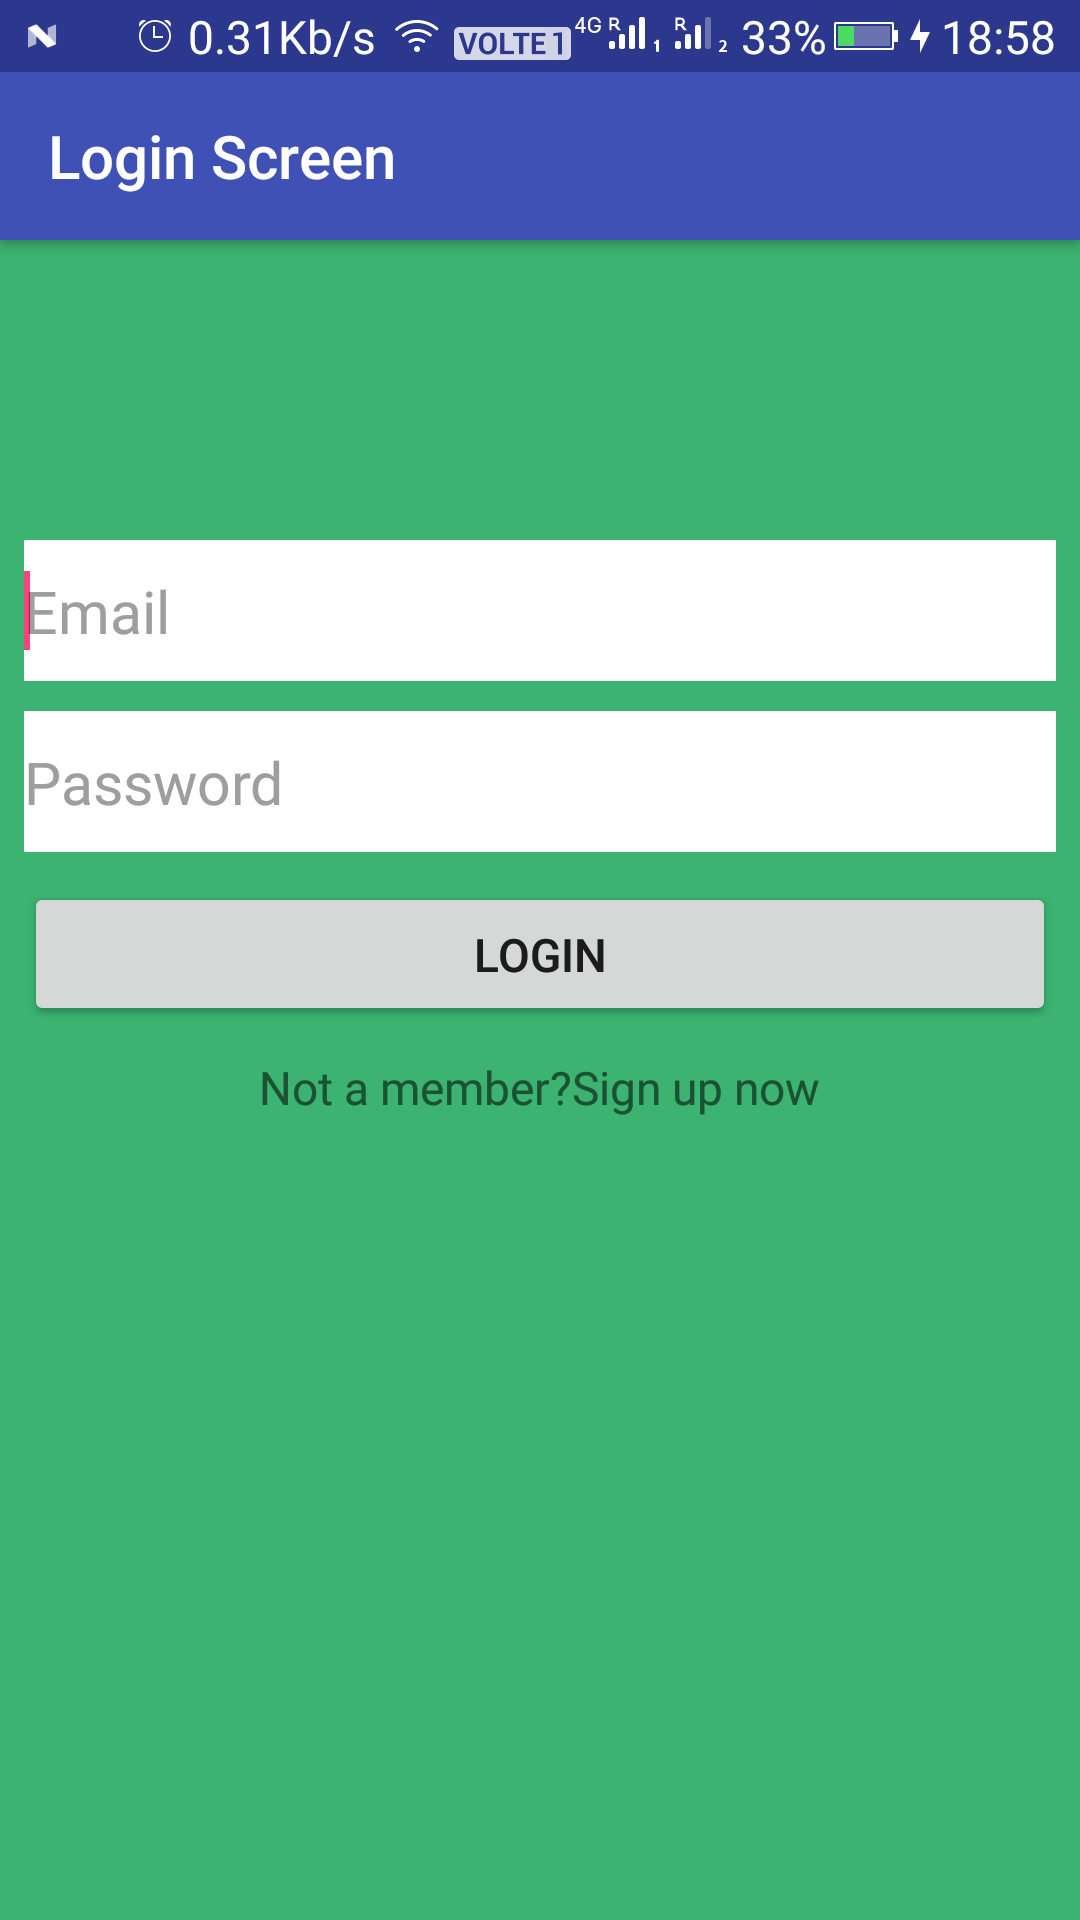 0.31Kb/s VOLTE 1 4G R 1 R 2 33% 18:58
Login Screen
Email
Password
LOGIN
Not a member?Sign up now